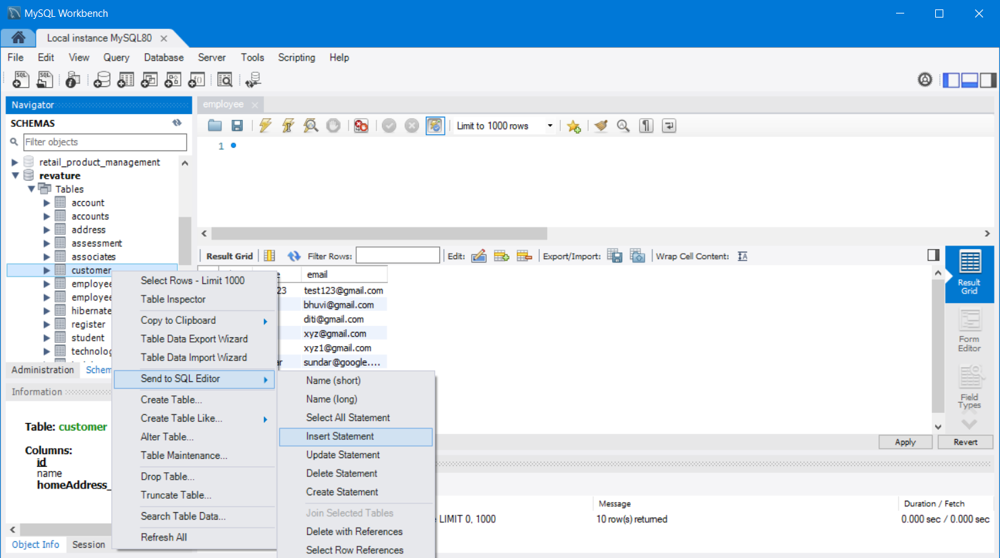 MySQL Workbench
Local instance MySQL80
File Edit View Query Database Server Tools Scripting Help
Navigator
SCHEMAS
Filter objects
retail_product_management
revature
Tables
account
accounts
address
assessment
associates
customer
employee
employee
hibernate
register
student
technolog
Administration Schem
Information
Table: customer
Columns:
id
name
homeAddress_
Object Info Session
employee
Limit to 1000 rows
1
Result Grid Filter Rows: Edit: Export/Import: Wrap Cell Content:
email
23 test123@gmail.com
bhuvi@gmail.com
diti@gmail.com
xyz@gmail.com
xyz1@gmail.com
ar sundar@google....
Result Grid
Form Editor
Field Types
Select Rows - Limit 1000
Table Inspector
Copy to Clipboard
Table Data Export Wizard
Table Data Import Wizard
Send to SQL Editor
Create Table...
Create Table Like...
Alter Table...
Table Maintenance...
Drop Table...
Truncate Table...
Search Table Data...
Refresh All
Name (short)
Name (long)
Select All Statement
Insert Statement
Update Statement
Delete Statement
Create Statement
Join Selected Tables
Delete with References
Select Row References
Apply Revert
Message Duration / Fetch
LIMIT 0, 1000 10 row(s) returned 0.000 sec / 0.000 sec